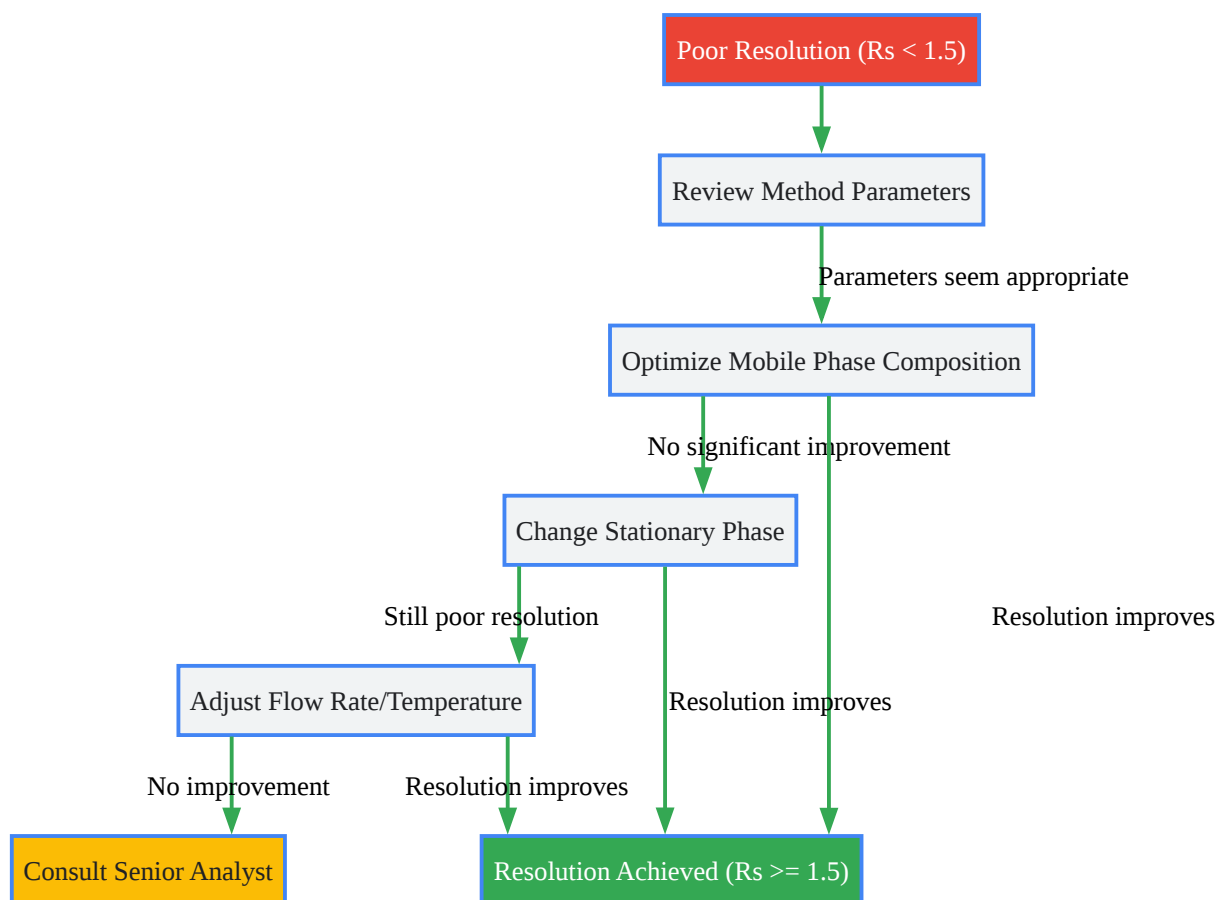 Poor Resolution (Rs < 1.5)
Review Method Parameters
Parameters seem appropriate
Optimize Mobile Phase Composition
No significant improvement
Change Stationary Phase
Still poor resolution
Resolution improves
Adjust Flow Rate/Temperature
Resolution improves
No improvement
Resolution improves
Consult Senior Analyst
Resolution Achieved (Rs >= 1.5)